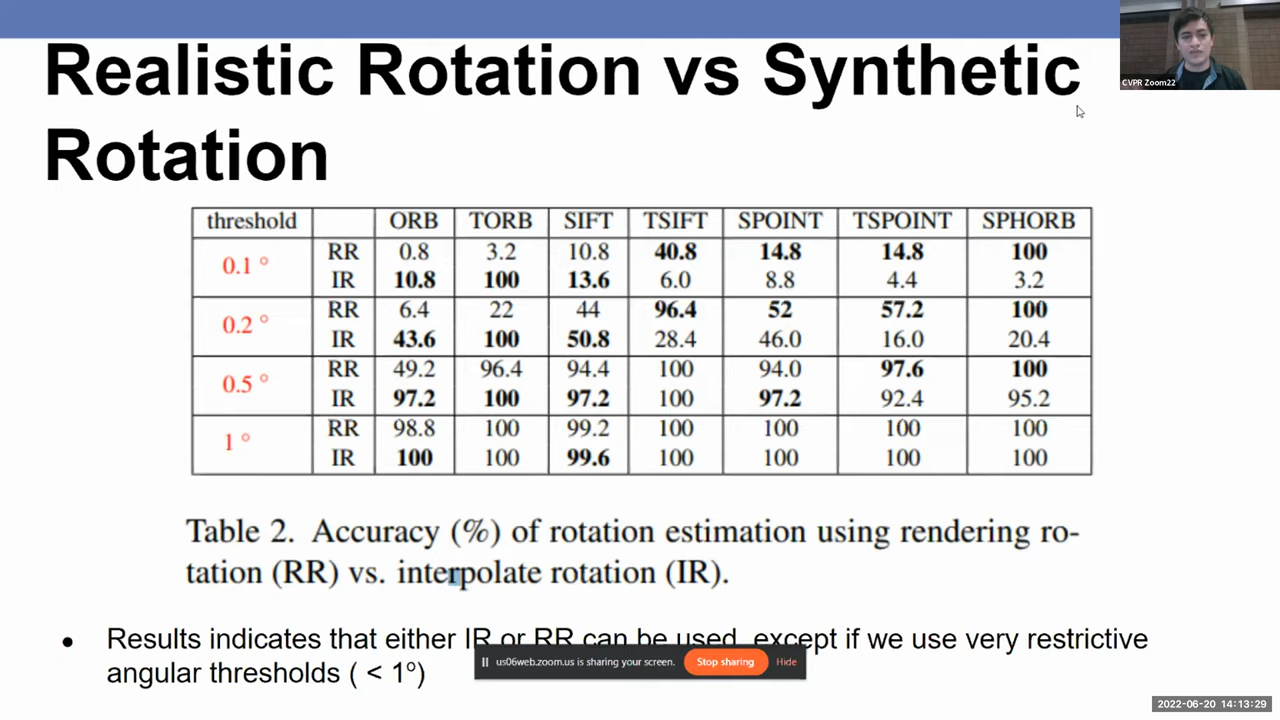 Realistic Rotation vs Synthetic
Rotation
CVPR Zoom22
threshold ORB TORB SIFT TSIFT SPOINT TSPOINT SPHORB
0.1 ° RR 0.8 3.2 10.8 40.8 14.8 14.8 100
IR 10.8 100 13.6 6.0 8.8 4.4 3.2
0.2 ° RR 6.4 22 44 96.4 52 57.2 100
IR 43.6 100 50.8 28.4 46.0 16.0 20.4
0.5 ° RR 49.2 96.4 94.4 100 94.0 97.6 100
IR 97.2 100 97.2 100 97.2 92.4 95.2
1 ° RR 98.8 100 99.2 100 100 100 100
IR 100 100 99.6 100 100 100 100
Table 2. Accuracy (%) of rotation estimation using rendering ro-
tation (RR) vs. interpolate rotation (IR).
• Results indicates that either IR or RR can be used, except if we use very restrictive
angular thresholds ( < 1º)
us06web.zoom.us is sharing your screen. Stop sharing Hide
2022-06-20 14:13:29